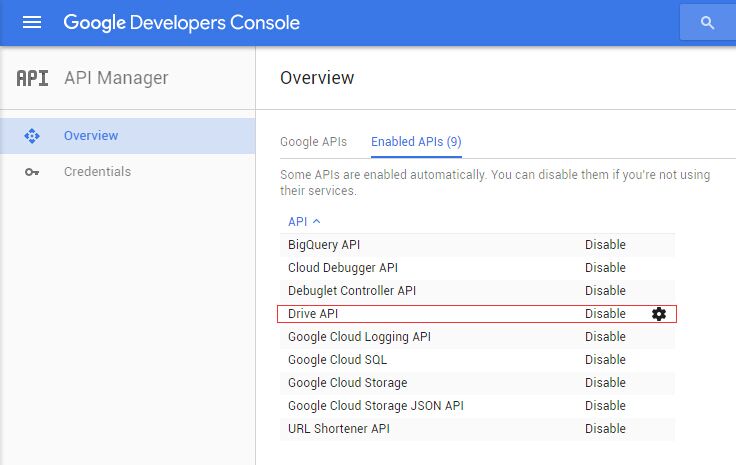 Google Developers Console
API API Manager Overview
Overview
Credentials
Google APIs Enabled APIs (9)
Some APIs are enabled automatically. You can disable them if you're not using
their services.
API
BigQuery API Disable
Cloud Debugger API Disable
Debuglet Controller API Disable
Drive API Disable
Google Cloud Logging API Disable
Google Cloud SQL Disable
Google Cloud Storage Disable
Google Cloud Storage JSON API Disable
URL Shortener API Disable